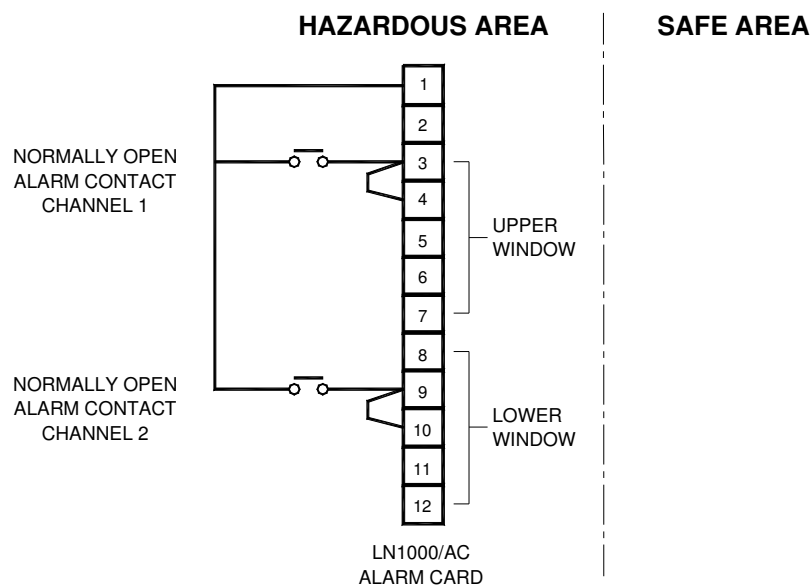 HAZARDOUS AREA
SAFE AREA
1
2
NORMALLY OPEN
ALARM CONTACT
CHANNEL 1
3
4
5
6
7
UPPER
WINDOW
8
NORMALLY OPEN
ALARM CONTACT
CHANNEL 2
9
10
11
12
LOWER
WINDOW
LN1000/AC
ALARM CARD